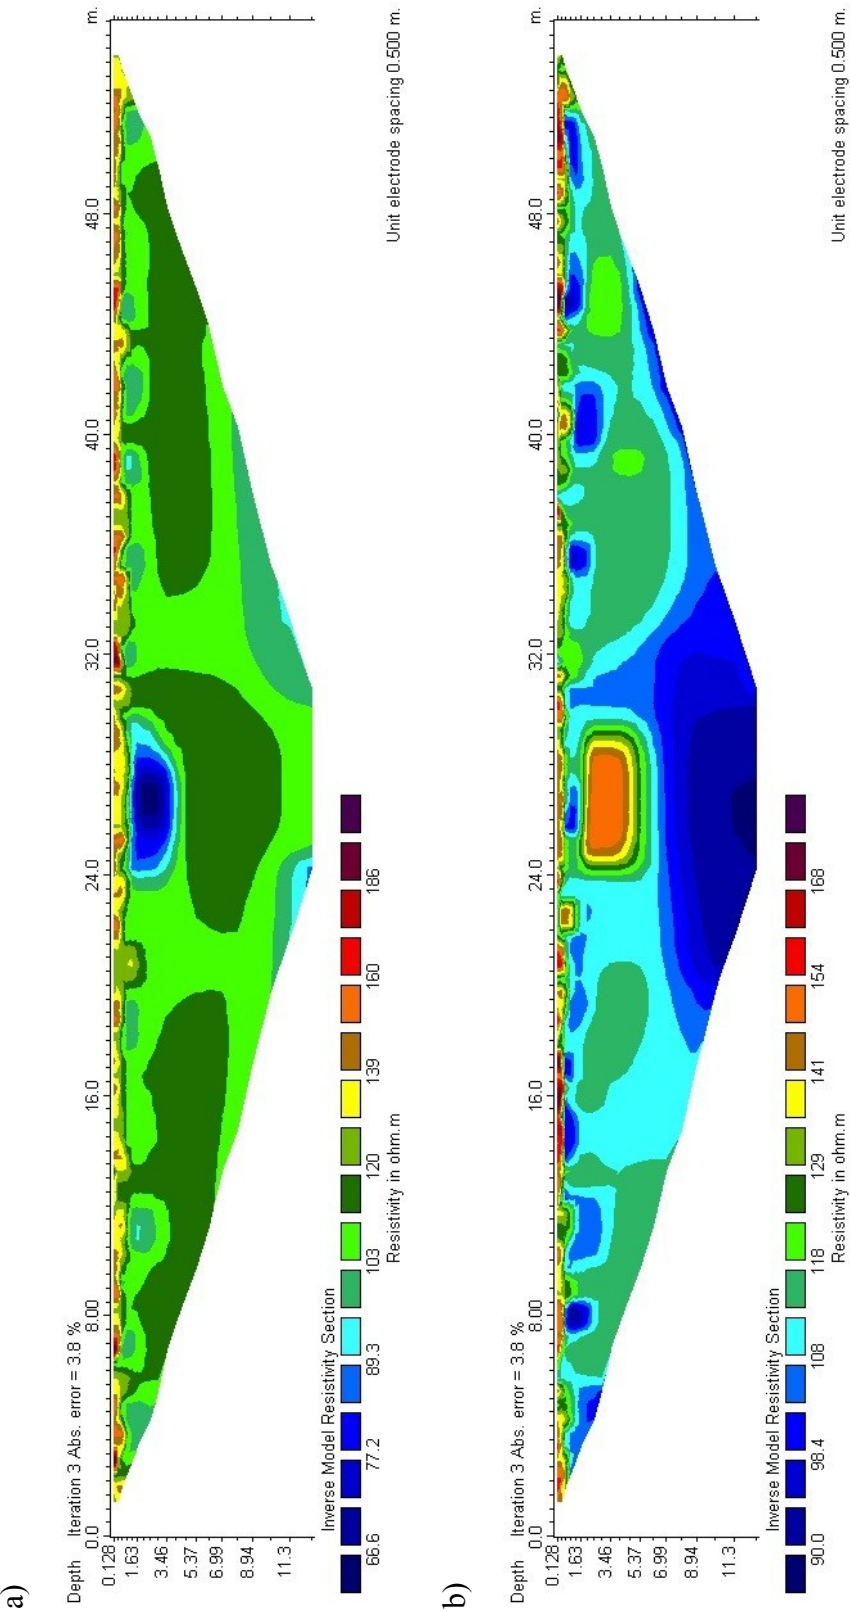 a)
Depth Iteration 3 Abs. error = 3.8 %
0.0 8.00 16.0 24.0 32.0 40.0 48.0 m.
0.128
1.63
3.46
5.37
6.99
8.94
11.3
Inverse Model Resistivity Section
66.6 77.2 89.3 103 120 139 160 186
Resistivity in ohm.m
Unit electrode spacing 0.500 m.
b)
Depth Iteration 3 Abs. error = 3.8 %
0.0 8.00 16.0 24.0 32.0 40.0 48.0 m.
0.128
1.63
3.46
5.37
6.99
8.94
11.3
Inverse Model Resistivity Section
90.0 98.4 108 118 129 141 154 168
Resistivity in ohm.m
Unit electrode spacing 0.500 m.